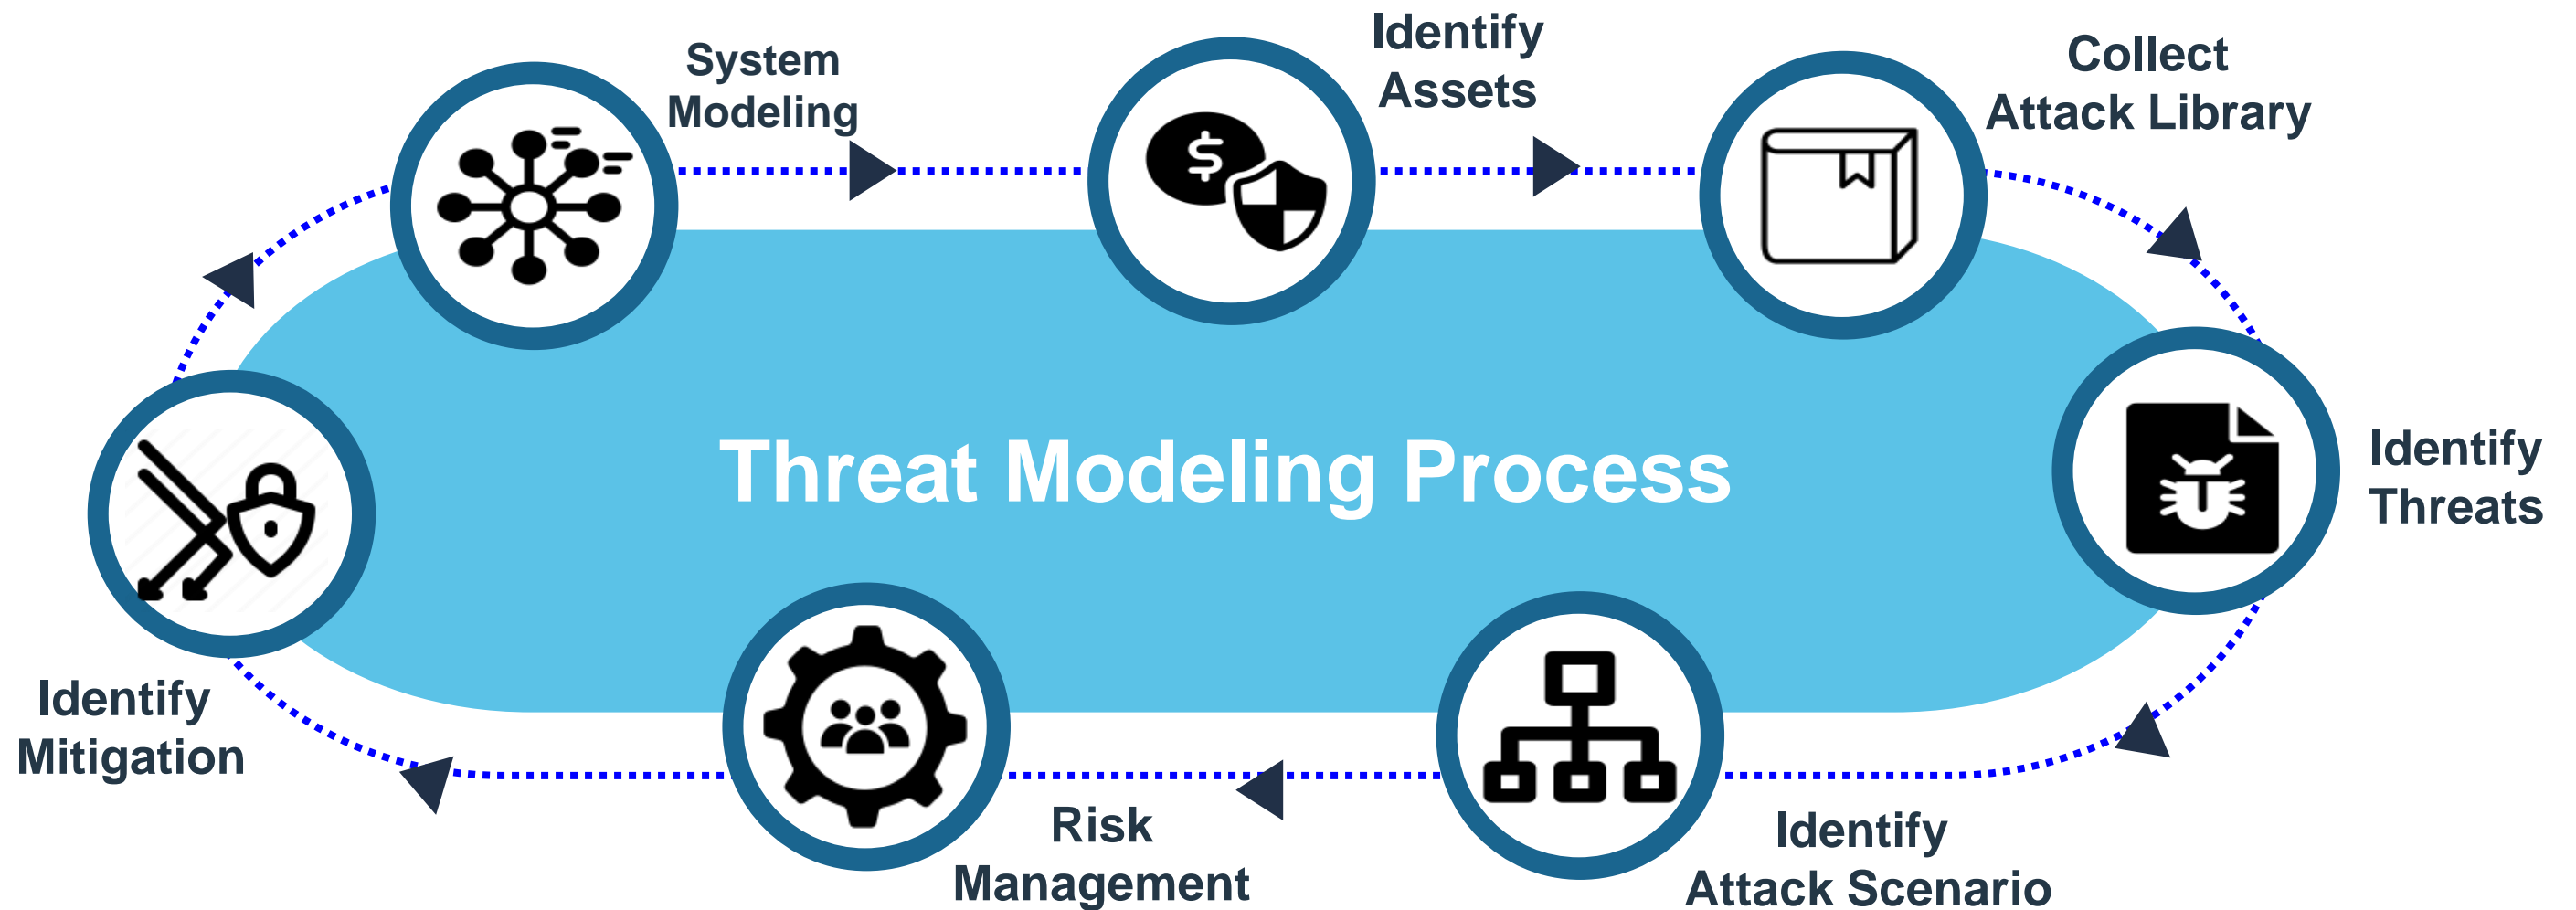 System
Modeling
Identify
Assets
Collect
Attack Library
Identify
Threats
Threat Modeling Process
Identify
Attack Scenario
Risk
Management
Identify
Mitigation
$